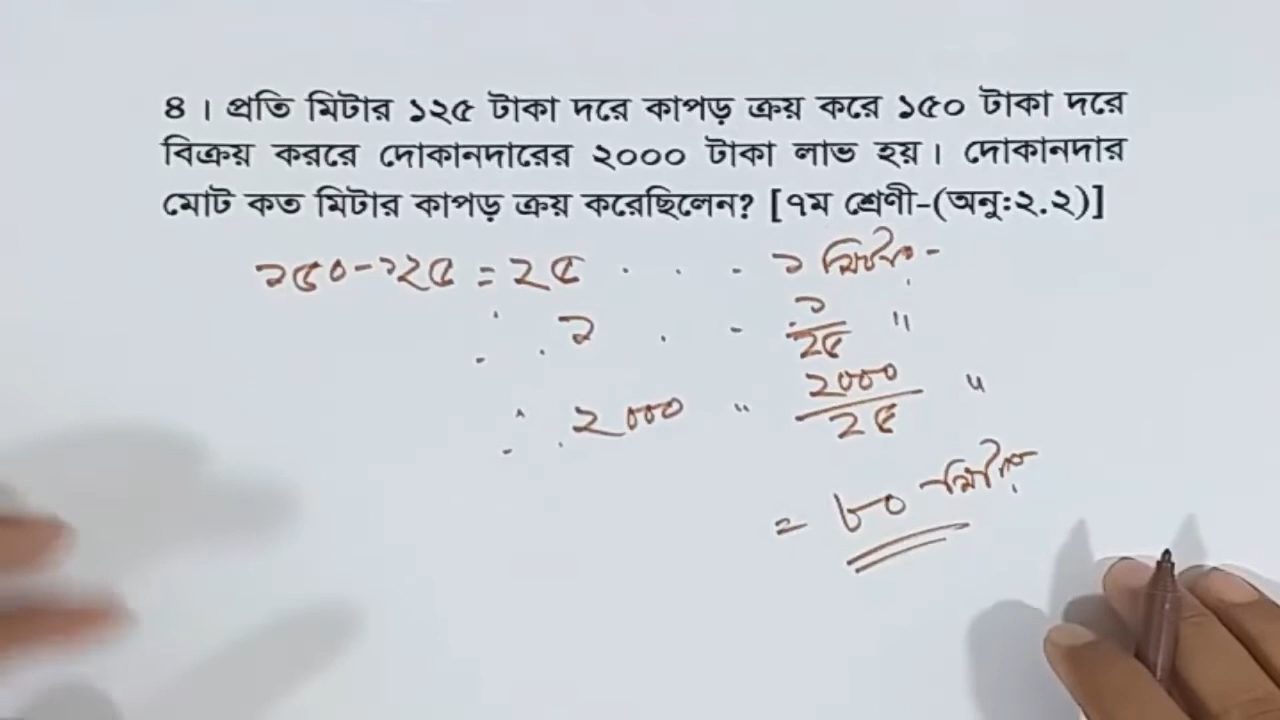 ৪ । প্রতি মিটার ১২৫ টাকা দরে কাপড় ক্রয় করে ১৫০ টাকা দরে
বিক্রয় কররে দোকানদারের ২০০০ টাকা লাভ হয়। দোকানদার
মোট কত মিটার কাপড় ক্রয় করেছিলেন? [৭ম শ্রেণী-(অনুঃ২.২)]
১৫০-১২৫ = ২৫ . . - ১ মিটার -
∴ . ১ . - ১/২৫ "
∴ . ২০০০ " ২০০০/২৫ "
= ৮০ মিটার